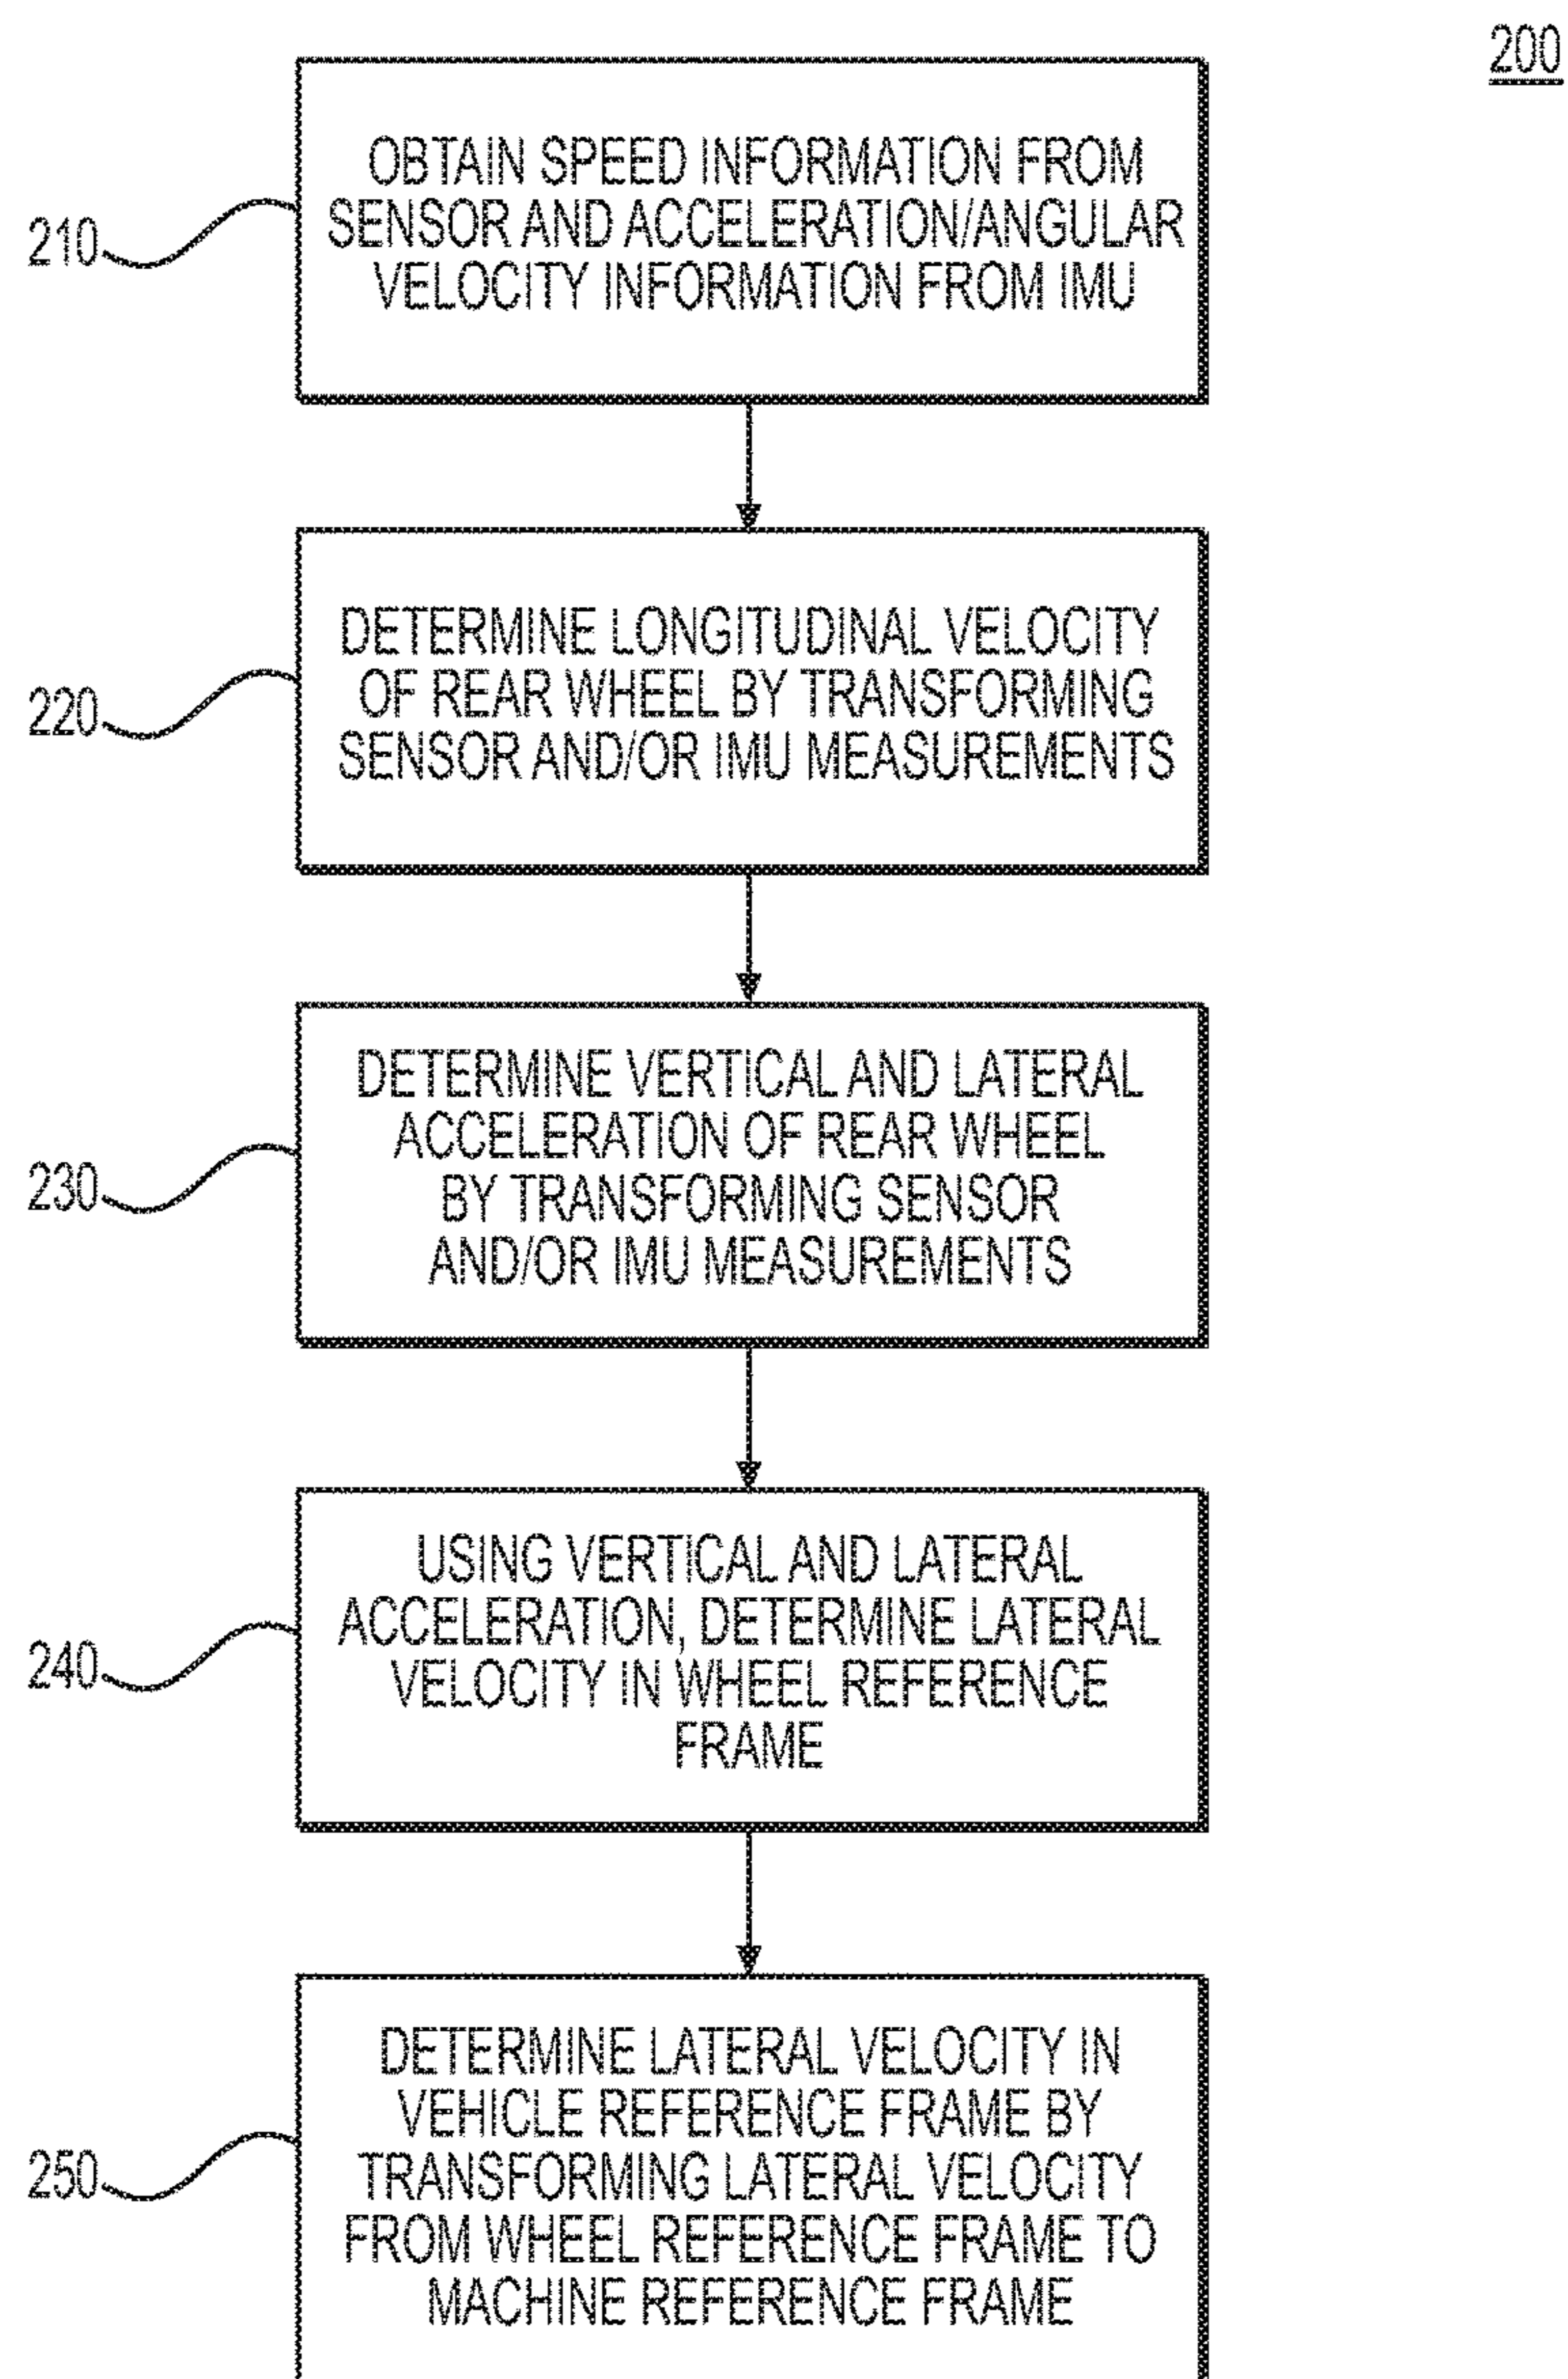 200
OBTAIN SPEED INFORMATION FROM
SENSOR AND ACCELERATION/ANGULAR
VELOCITY INFORMATION FROM IMU
210
DETERMINE LONGITUDINAL VELOCITY
OF REAR WHEEL BY TRANSFORMING
SENSOR AND/OR IMU MEASUREMENTS
220
DETERMINE VERTICAL AND LATERAL
ACCELERATION OF REAR WHEEL
BY TRANSFORMING SENSOR
AND/OR IMU MEASUREMENTS
230
USING VERTICAL AND LATERAL
ACCELERATION, DETERMINE LATERAL
VELOCITY IN WHEEL REFERENCE
FRAME
240
DETERMINE LATERAL VELOCITY IN
VEHICLE REFERENCE FRAME BY
TRANSFORMING LATERAL VELOCITY
FROM WHEEL REFERENCE FRAME TO
MACHINE REFERENCE FRAME
250